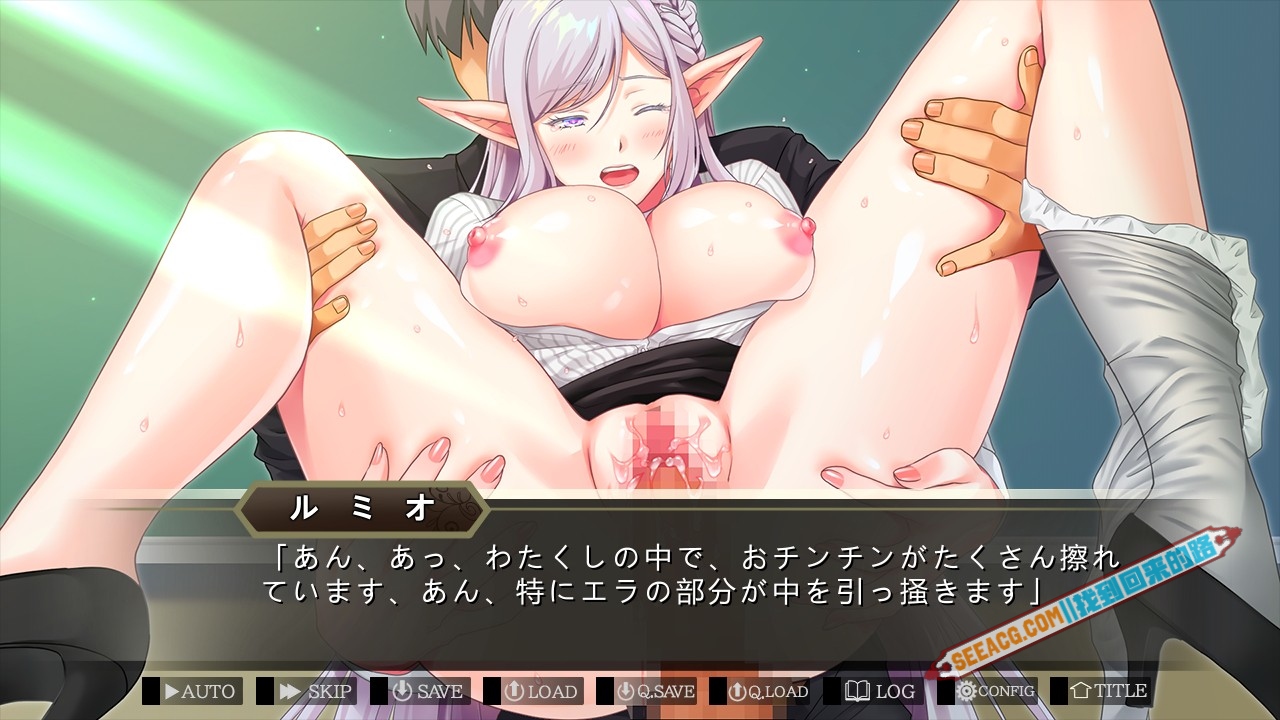 ルミオ
「あん、あっ、わたくしの中で、おチンチンがたくさん擦れ
ています、あん、特にエラの部分が中を引っ掻きます」
SEEACG.COM||找到回来的路
AUTO SKIP SAVE LOAD Q.SAVE Q.LOAD LOG CONFIG TITLE